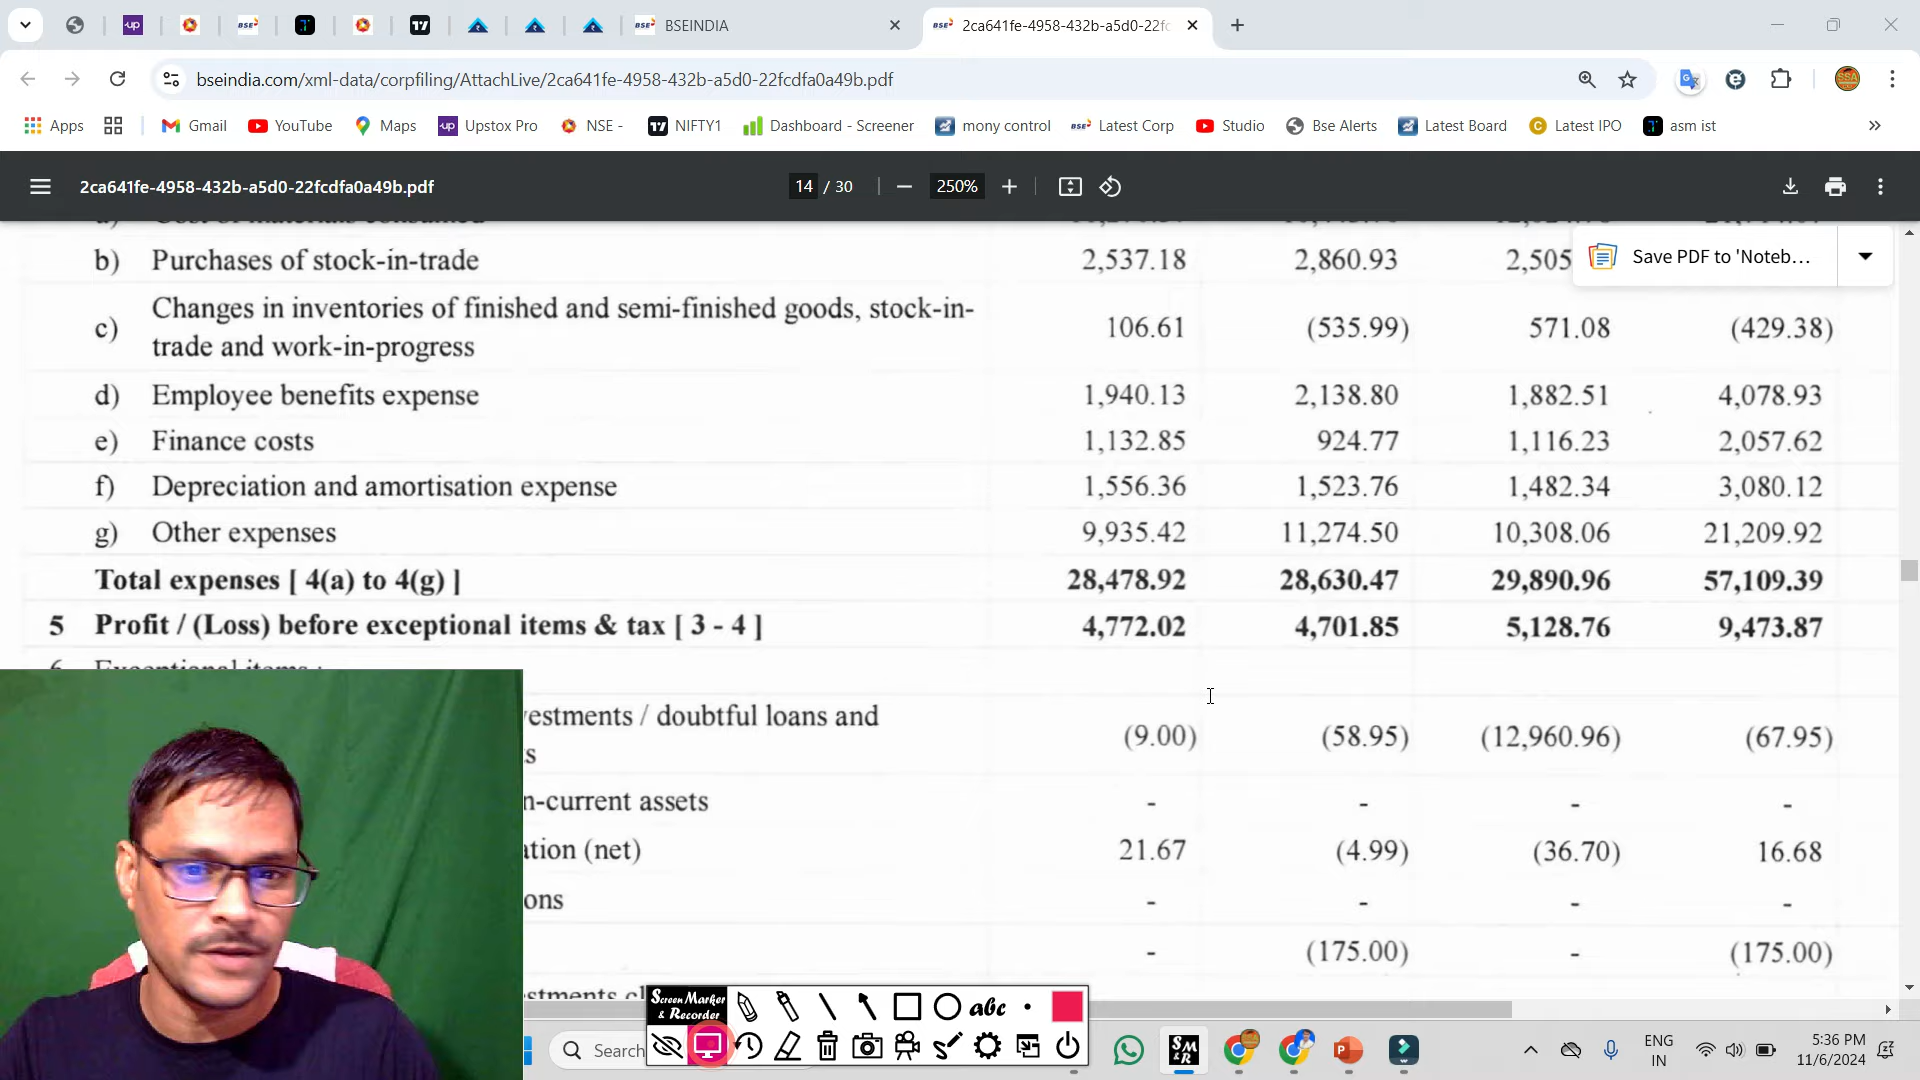 up
BSE
BSEINDIA
BSE
2ca641fe-4958-432b-a5d0-22fc
bseindia.com/xml-data/corpfiling/AttachLive/2ca641fe-4958-432b-a5d0-22fcdfa0a49b.pdf
SSA
Apps Gmail YouTube Maps up Upstox Pro NSE - NIFTY1 Dashboard - Screener mony control BSE Latest Corp Studio Bse Alerts Latest Board Latest IPO asm ist
2ca641fe-4958-432b-a5d0-22fcdfa0a49b.pdf 14 / 30 250%
Save PDF to 'Noteb...
b) Purchases of stock-in-trade 2,537.18 2,860.93 2,505
c) Changes in inventories of finished and semi-finished goods, stock-in-
trade and work-in-progress 106.61 (535.99) 571.08 (429.38)
d) Employee benefits expense 1,940.13 2,138.80 1,882.51 4,078.93
e) Finance costs 1,132.85 924.77 1,116.23 2,057.62
f) Depreciation and amortisation expense 1,556.36 1,523.76 1,482.34 3,080.12
g) Other expenses 9,935.42 11,274.50 10,308.06 21,209.92
Total expenses [ 4(a) to 4(g) ] 28,478.92 28,630.47 29,890.96 57,109.39
5 Profit / (Loss) before exceptional items & tax [ 3 - 4 ] 4,772.02 4,701.85 5,128.76 9,473.87
vestments / doubtful loans and
s (9.00) (58.95) (12,960.96) (67.95)
n-current assets - - - -
ation (net) 21.67 (4.99) (36.70) 16.68
ons - - - -
- (175.00) - (175.00)
Screen Marker
& Recorder
abc
Search
SM
&R
ENG
IN
5:36 PM
11/6/2024